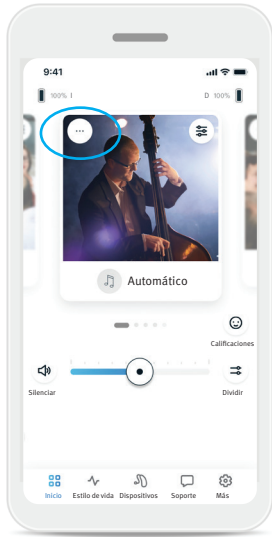 9:41
100% I
D 100%
...
Automático
Calificaciones
Silenciar
Dividir
Inicio
Estilo de vida
Dispositivos
Soporte
Más